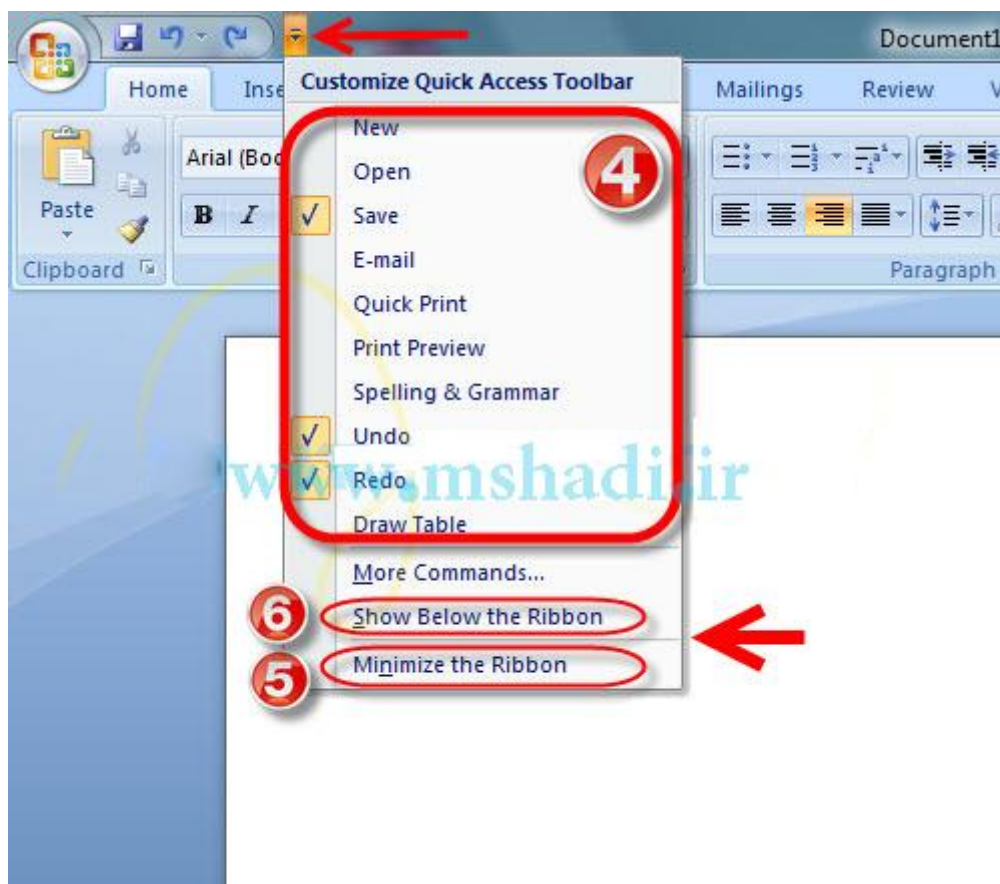 Document1
Home Inse Mailings Review V
Customize Quick Access Toolbar
New
Open
Save
E-mail
Quick Print
Print Preview
Spelling & Grammar
Undo
Redo
Draw Table
More Commands...
Show Below the Ribbon
Minimize the Ribbon
4
6
5
Arial (Bod
Paste
B I
Clipboard
Paragraph
www.mshadi.ir